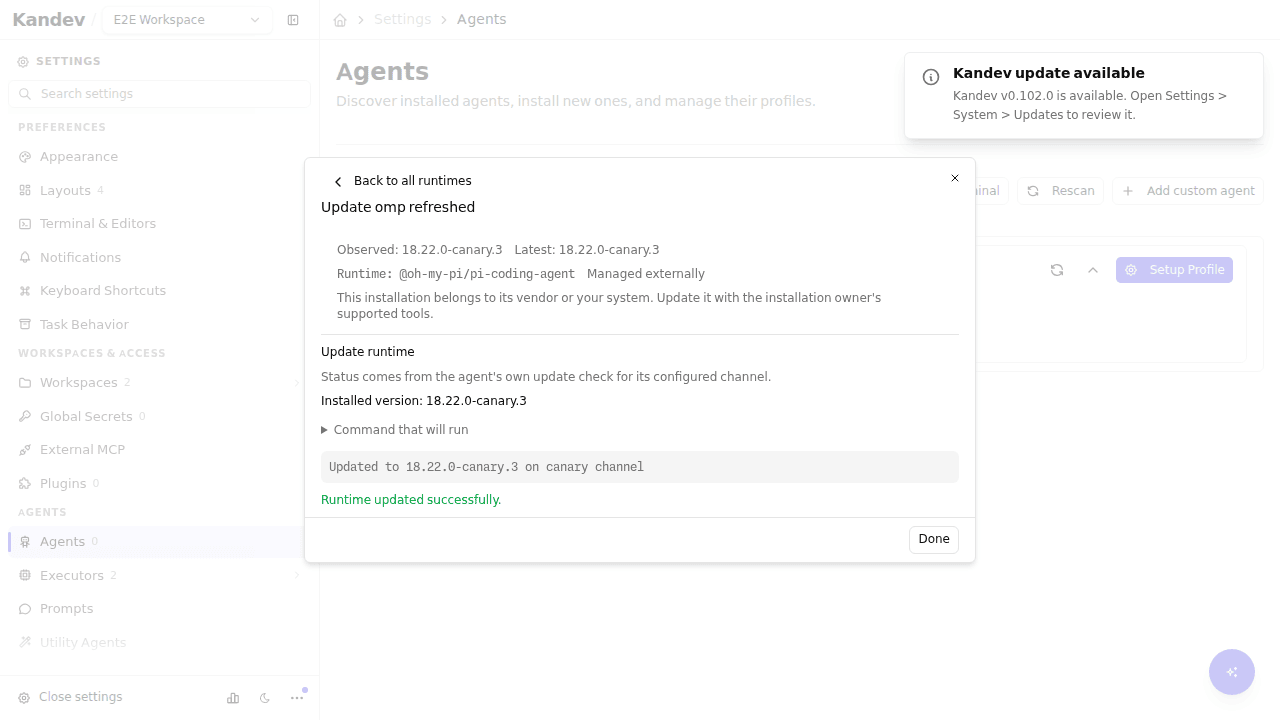 Kandev / E2E Workspace
Settings
Agents
SETTINGS
Search settings
PREFERENCES
Appearance
Layouts 4
Terminal & Editors
Notifications
Keyboard Shortcuts
Task Behavior
WORKSPACES & ACCESS
Workspaces 2
Global Secrets 0
External MCP
Plugins 0
AGENTS
Agents 0
Executors 2
Prompts
Utility Agents
Close settings
Agents
Discover installed agents, install new ones, and manage their profiles.
Rescan
Add custom agent
Setup Profile
Kandev update available
Kandev v0.102.0 is available. Open Settings >
System > Updates to review it.
Back to all runtimes
Update omp refreshed
Observed: 18.22.0-canary.3 Latest: 18.22.0-canary.3
Runtime: @oh-my-pi/pi-coding-agent Managed externally
This installation belongs to its vendor or your system. Update it with the installation owner's
supported tools.
Update runtime
Status comes from the agent's own update check for its configured channel.
Installed version: 18.22.0-canary.3
Command that will run
Updated to 18.22.0-canary.3 on canary channel
Runtime updated successfully.
Done